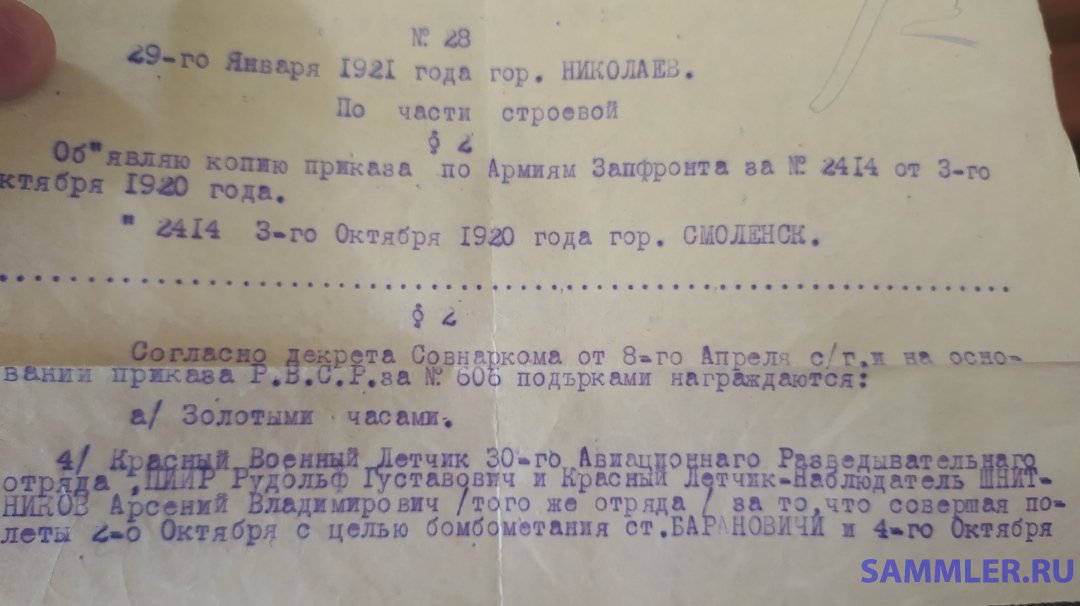 № 28
29-го Января 1921 года гор. НИКОЛАЕВ.
По части строевой
§ 2
Об"являю копию приказа по Армиям Запфронта за № 2414 от 3-го
ктября 1920 года.
" 2414 3-го Октября 1920 года гор. СМОЛЕНСК.
§ 2
Согласно декрета Совнаркома от 8-го Апреля с/г.и на осно-
вании приказа Р.В.С.Р.за № 606 подърками награждаются:
а/ Золотыми часами.
4/ Красный Военный Летчик 30-го Авиационнаго Разведывательнаго
отряда , Рудольф Густавович и Красный Летчик-Наблюдатель ШНИТ-
НИКОВ Арсений Владимирович /того же отряда / за то,что совершая по-
леты 2-о Октября с целью бомбометания ст.БАРАНОВИЧИ и 4-го Октября
SAMMLER.RU